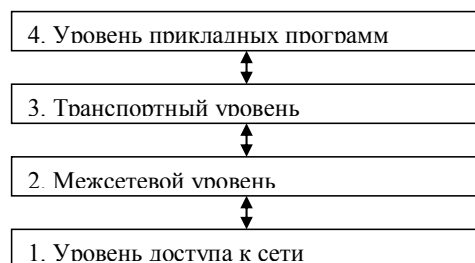 4. Уровень прикладных программ
3. Транспортный уровень
2. Межсетевой уровень
1. Уровень доступа к сети